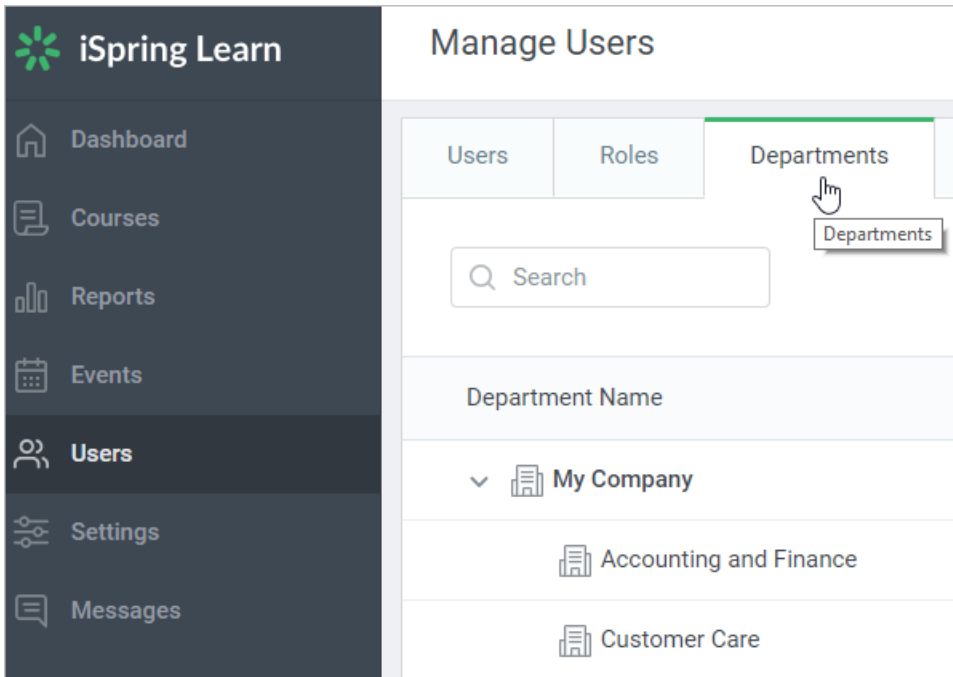 iSpring Learn
Dashboard
Courses
Reports
Events
Users
Settings
Messages
Manage Users
Users
Roles
Departments
Departments
Search
Department Name
My Company
Accounting and Finance
Customer Care